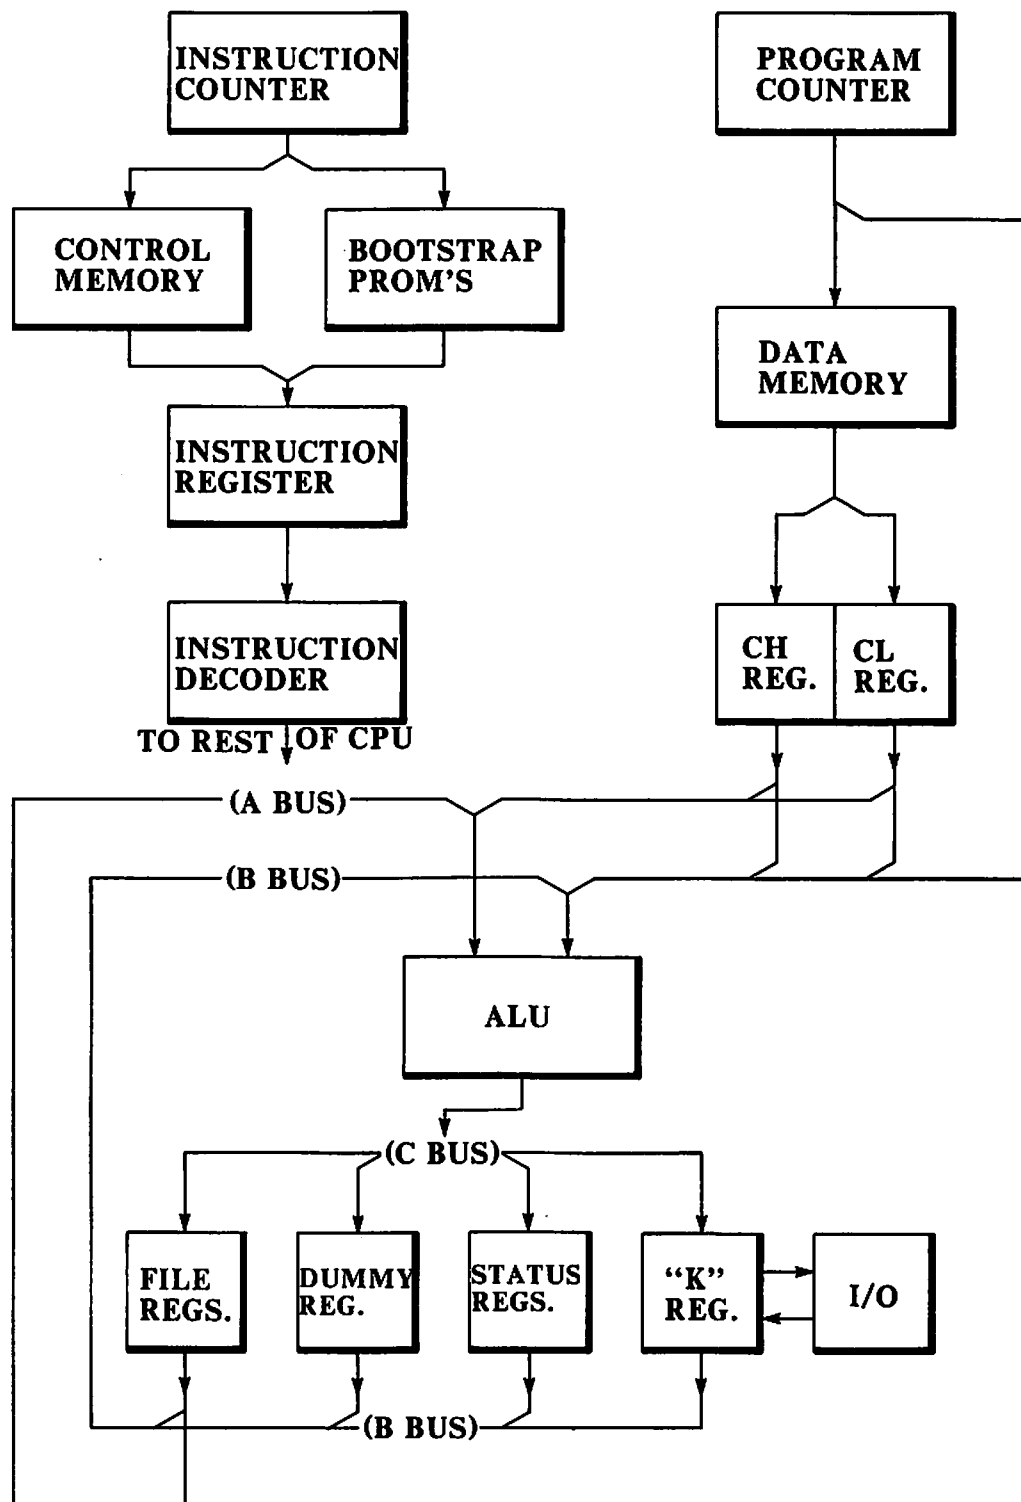 INSTRUCTION
COUNTER
PROGRAM
COUNTER
CONTROL
MEMORY
BOOTSTRAP
PROM'S
DATA
MEMORY
INSTRUCTION
REGISTER
INSTRUCTION
DECODER
CH
REG.
CL
REG.
TO REST OF CPU
(A BUS)
(B BUS)
ALU
(C BUS)
FILE
REGS.
DUMMY
REG.
STATUS
REGS.
“K”
REG.
I/O
(B BUS)